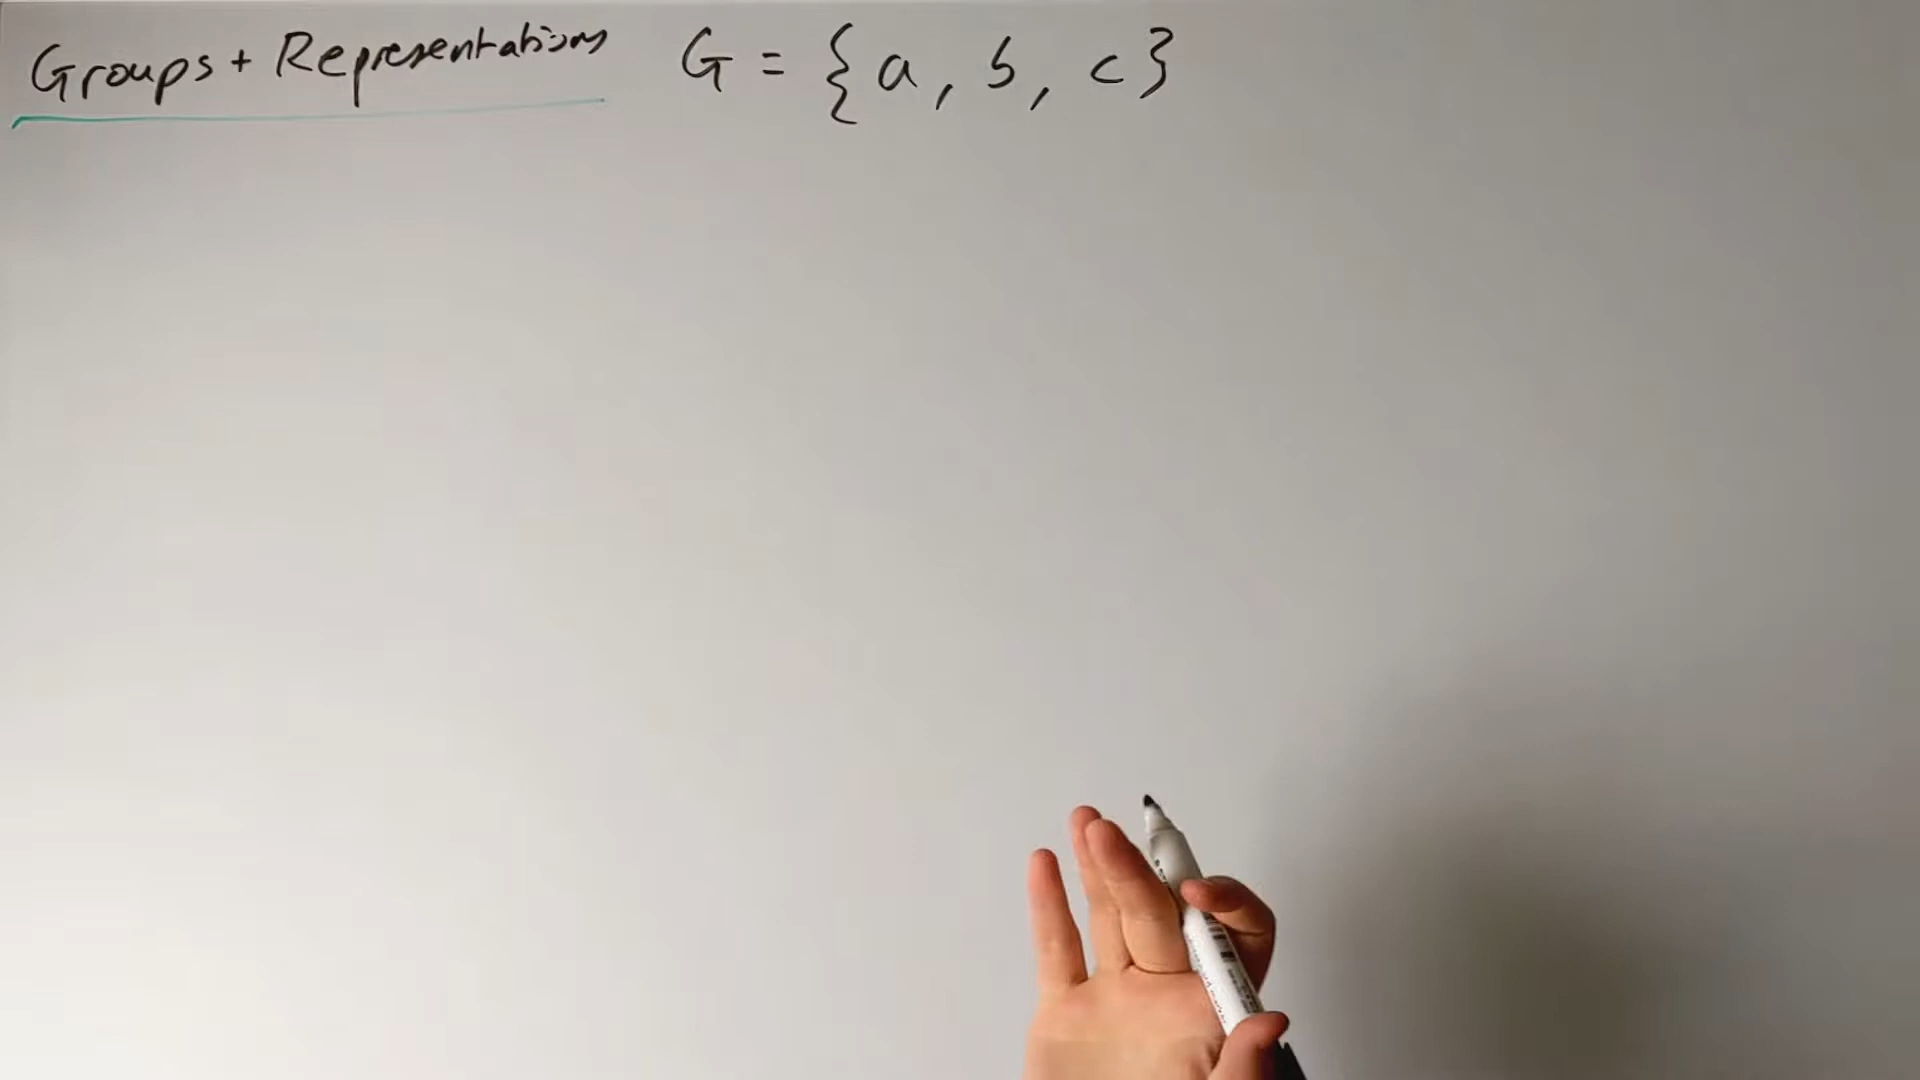 Groups + Representations G = {a, b, c}